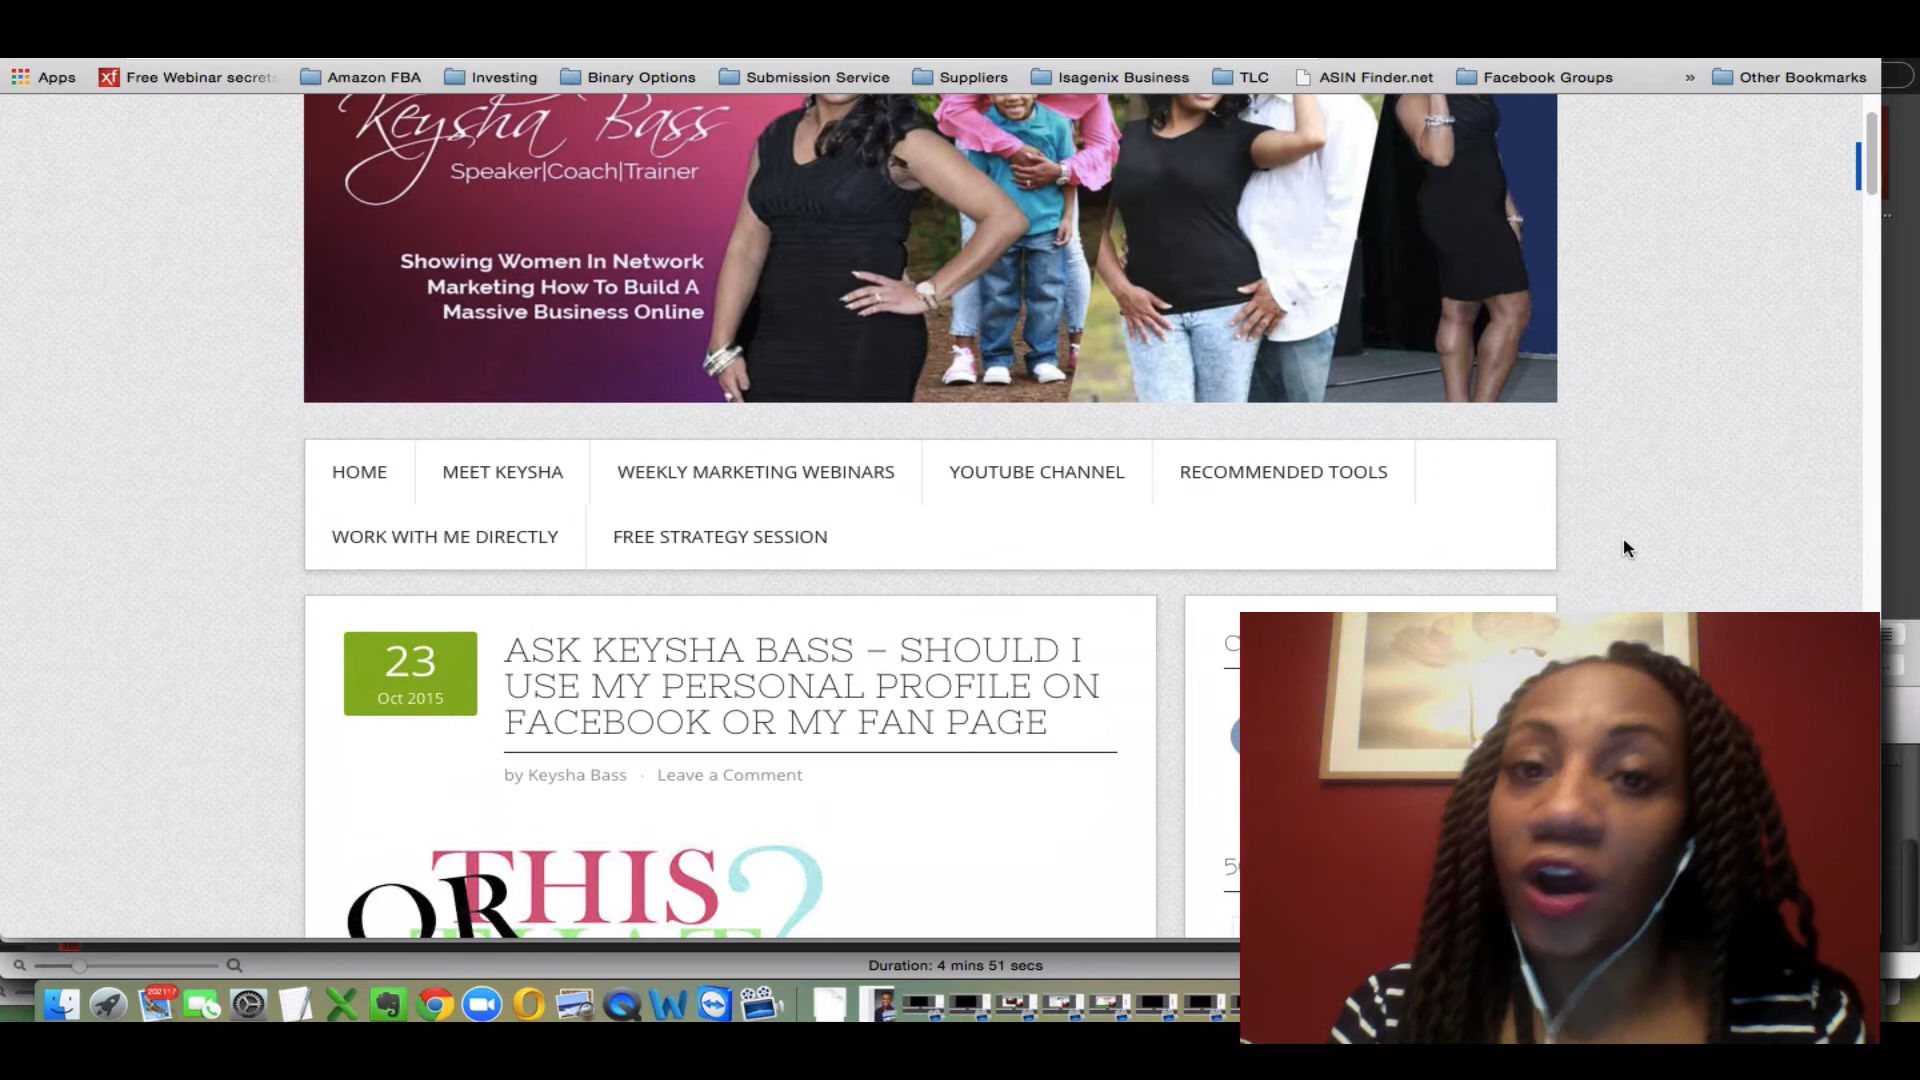 Apps
Free Webinar secret
Amazon FBA
Investing
Binary Options
Submission Service
Suppliers
Isagenix Business
TLC
ASIN Finder.net
Facebook Groups
»
Other Bookmarks
Keysha Bass
Speaker|Coach|Trainer
Showing Women In Network
Marketing How To Build A
Massive Business Online
HOME
MEET KEYSHA
WEEKLY MARKETING WEBINARS
YOUTUBE CHANNEL
RECOMMENDED TOOLS
WORK WITH ME DIRECTLY
FREE STRATEGY SESSION
23
Oct 2015
ASK KEYSHA BASS – SHOULD I
USE MY PERSONAL PROFILE ON
FACEBOOK OR MY FAN PAGE
by Keysha Bass · Leave a Comment
THIS?
OR
THAT
Duration: 4 mins 51 secs